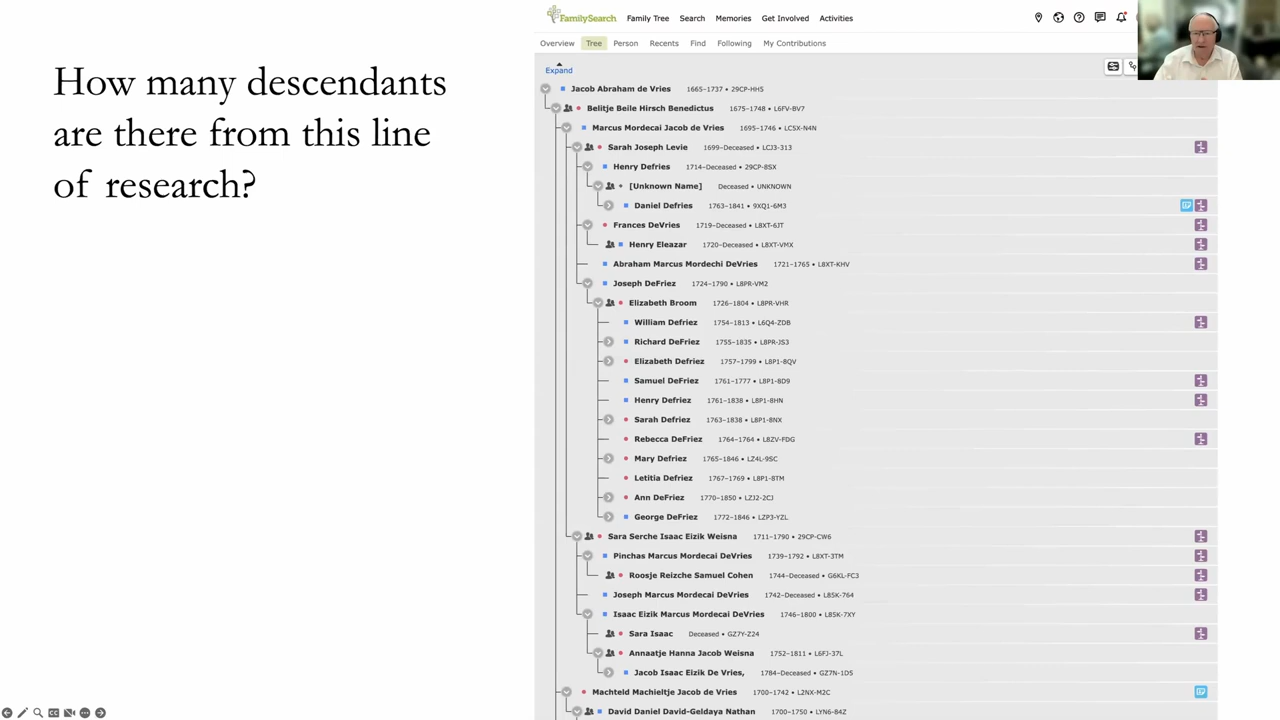 How many descendants
are there from this line
of research?
FamilySearch Family Tree Search Memories Get Involved Activities
Overview Tree Person Recents Find Following My Contributions
Expand
Jacob Abraham de Vries 1665–1737 • 29CP-HHS
Belitje Beile Hirsch Benedictus 1675–1748 • L6FV-BV7
Marcus Mordecai Jacob de Vries 1695–1746 • LC5X-N4N
Sarah Joseph Levie 1699–Deceased • LCJ3-313
Henry Defries 1714–Deceased • 29CP-8SX
[Unknown Name] Deceased • UNKNOWN
Daniel Defries 1763–1841 • 9XQ1-6M3
Frances DeVries 1719–Deceased • L8XT-6JT
Henry Eleazar 1720–Deceased • L8XT-VMX
Abraham Marcus Mordechi DeVries 1721–1765 • L8XT-KHV
Joseph DeFriez 1724–1790 • L8PR-VM2
Elizabeth Broom 1726–1804 • L8PR-VHR
William Defriez 1754–1813 • L6Q4-ZDB
Richard DeFriez 1755–1835 • L8PR-JS3
Elizabeth Defriez 1757–1799 • L8P1-8QV
Samuel DeFriez 1761–1777 • L8P1-8D9
Henry Defriez 1761–1838 • L8P1-8HN
Sarah Defriez 1763–1838 • L8P1-8NX
Rebecca DeFriez 1764–1764 • L8ZV-FDG
Mary Defriez 1765–1846 • LZ4L-9SC
Letitia Defriez 1767–1769 • L8P1-8TM
Ann DeFriez 1770–1850 • LZJ2-2CJ
George DeFriez 1772–1846 • LZP3-YZL
Sara Serche Isaac Eizik Weisna 1711–1790 • 29CP-CW6
Pinchas Marcus Mordecai DeVries 1739–1792 • L8XT-3TM
Roosje Reizche Samuel Cohen 1744–Deceased • G6KL-FC3
Joseph Marcus Mordecai DeVries 1742–Deceased • L85K-764
Isaac Eizik Marcus Mordecai DeVries 1746–1800 • L85K-7XY
Sara Isaac Deceased • GZ7Y-Z24
Annaatje Hanna Jacob Weisna 1752–1811 • L6FJ-37L
Jacob Isaac Eizik De Vries, 1784–Deceased • GZ7N-1D5
Machteld Machieltje Jacob de Vries 1700–1742 • L2NX-M2C
David Daniel David-Geldaya Nathan 1700–1750 • LYN6-84Z